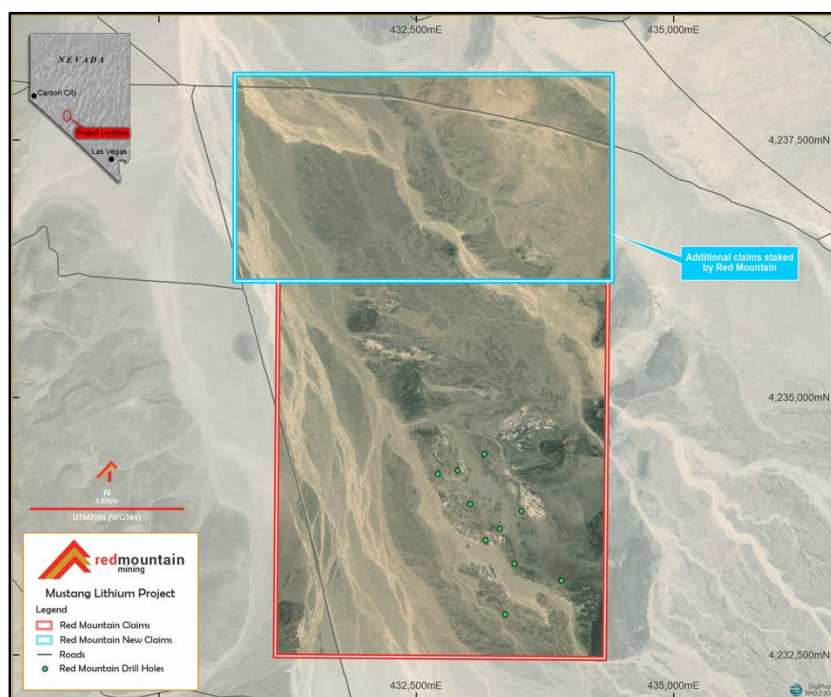 432,500mE
435,000mE
NEVADA
Carson City
Project Location
Las Vegas
4,237,500mN
Additional claims staked
by Red Mountain
4,235,000mN
N
1.5Km
UTMZ11N (WGS84)
redmountain
mining
Mustang Lithium Project
Legend
Red Mountain Claims
Red Mountain New Claims
Roads
Red Mountain Drill Holes
4,232,500mN
432,500mE
435,000mE